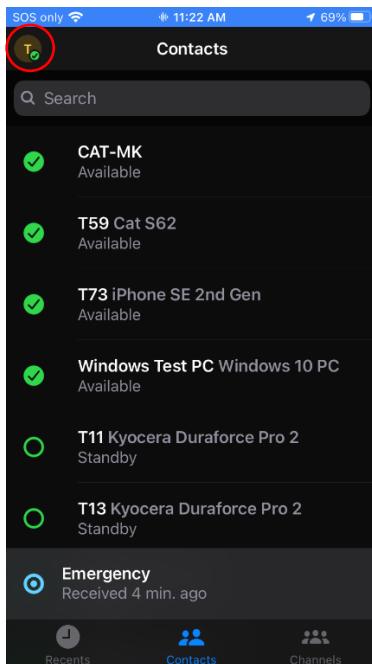 SOS only 11:22 AM 69%
T Contacts
Search
CAT-MK
Available
T59 Cat S62
Available
T73 iPhone SE 2nd Gen
Available
Windows Test PC Windows 10 PC
Available
T11 Kyocera Duraforce Pro 2
Standby
T13 Kyocera Duraforce Pro 2
Standby
Emergency
Received 4 min. ago
Recents Contacts Channels